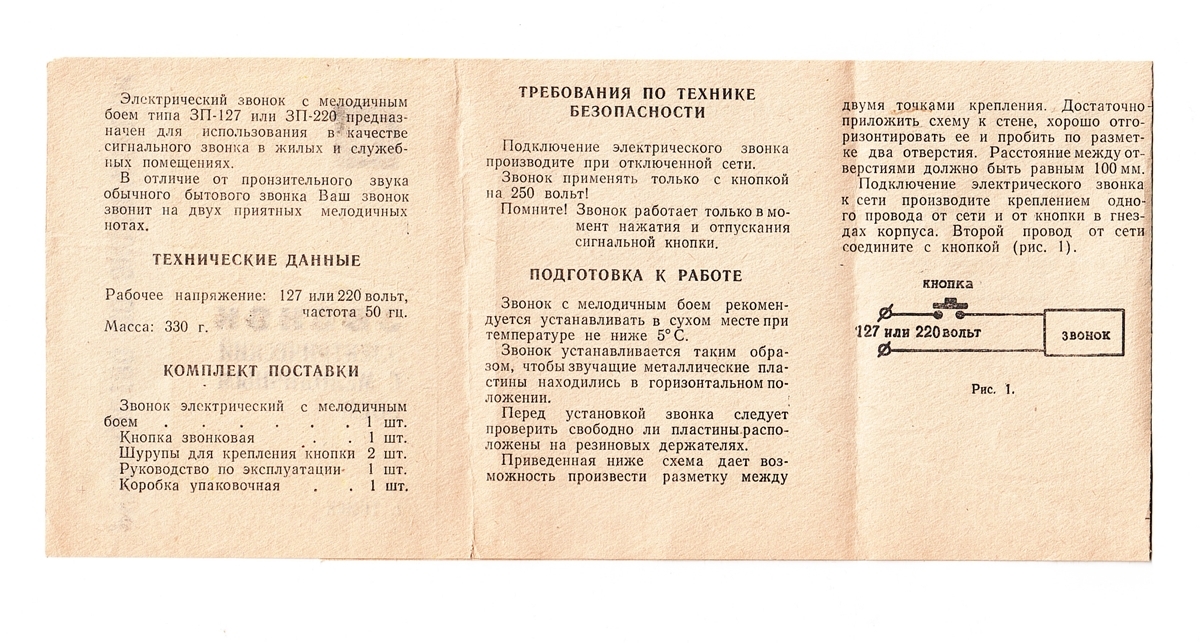 Электрический звонок с мелодичным
боем типа ЗП-127 или ЗП-220 предназ-
начен для использования в качестве
сигнального звонка в жилых и служеб-
ных помещениях.
В отличие от пронзительного звука
обычного бытового звонка Ваш звонок
звонит на двух приятных мелодичных
нотах.
ТЕХНИЧЕСКИЕ ДАННЫЕ
Рабочее напряжение: 127 или 220 вольт,
частота 50 гц.
Масса: 330 г.
КОМПЛЕКТ ПОСТАВКИ
Звонок электрический с мелодичным
боем . . . . . . 1 шт.
Кнопка звонковая . . 1 шт.
Шурупы для крепления кнопки 2 шт.
Руководство по эксплуатации 1 шт.
Коробка упаковочная . . 1 шт.
ТРЕБОВАНИЯ ПО ТЕХНИКЕ
БЕЗОПАСНОСТИ
Подключение электрического звонка
производите при отключенной сети.
Звонок применять только с кнопкой
на 250 вольт!
Помните! Звонок работает только в мо-
мент нажатия и отпускания
сигнальной кнопки.
ПОДГОТОВКА К РАБОТЕ
Звонок с мелодичным боем рекомен-
дуется устанавливать в сухом месте при
температуре не ниже 5° С.
Звонок устанавливается таким обра-
зом, чтобы звучащие металлические пла-
стины находились в горизонтальном по-
ложении.
Перед установкой звонка следует
проверить свободно ли пластины распо-
ложены на резиновых держателях.
Приведенная ниже схема дает воз-
можность произвести разметку между
двумя точками крепления. Достаточно
приложить схему к стене, хорошо отго-
ризонтировать ее и пробить по размет-
ке два отверстия. Расстояние между от-
верстиями должно быть равным 100 мм.
Подключение электрического звонка
к сети производите креплением одно-
го провода от сети и от кнопки в гнез-
дах корпуса. Второй провод от сети
соедините с кнопкой (рис. 1).
кнопка
127 или 220 вольт
звонок
Рис. 1.